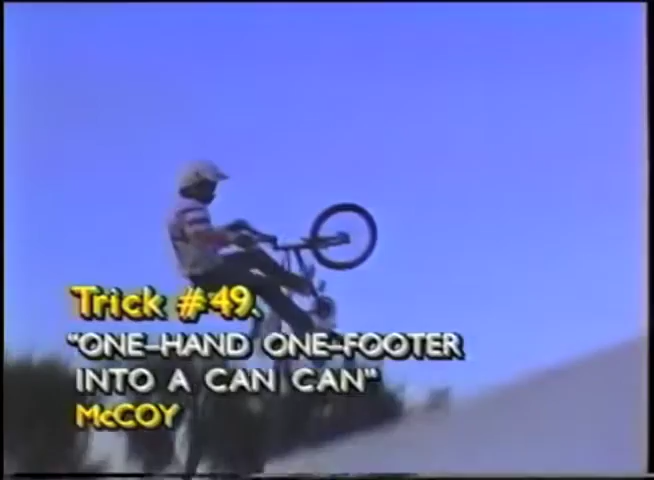 Trick #49.
"ONE-HAND ONE-FOOTER
INTO A CAN CAN"
McCOY